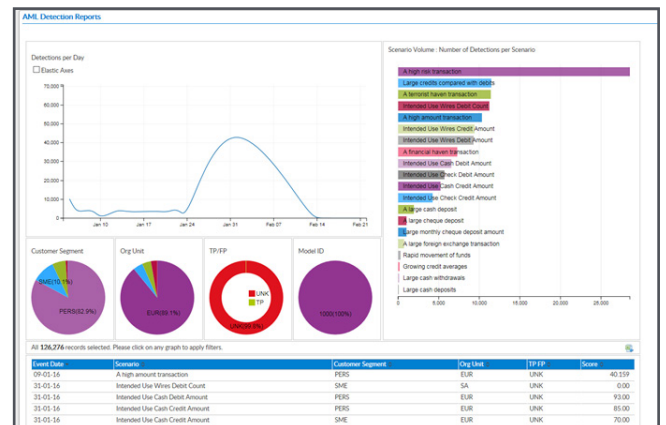 AML Detection Reports
Detections per Day
Elastic Axes
70,000
60,000
50,000
40,000
30,000
20,000
10,000
0
Jan 10
Jan 17
Jan 24
Jan 31
Feb 07
Feb 14
Feb 21
Scenario Volume : Number of Detections per Scenario
A high risk transaction
Large credits compared with debits
A terrorist haven transaction
Intended Use Wires Debit Count
A high amount transaction
Intended Use Wires Credit Amount
Intended Use Wires Debit Amount
A financial haven transaction
Intended Use Cash Debit Amount
Intended Use Check Debit Amount
Intended Use Cash Credit Amount
Intended Use Check Credit Amount
A large cash deposit
A large cheque deposit
Large monthly cheque deposit amount
A large foreign exchange transaction
Rapid movement of funds
Growing credit averages
Large cash withdrawals
Large cash deposits
0
5,000
10,000
15,000
20,000
25,000
Customer Segment
SME(10.1%)
PERS(82.9%)
Org Unit
EUR(89.1%)
TP/FP
UNK
TP
Model ID
1000(100%)
All 126,276 records selected. Please click on any graph to apply filters.
Event Date Scenario Customer Segment Org Unit TP FP Score
09-01-16 A high amount transaction PERS EUR UNK 40.159
31-01-16 Intended Use Wires Debit Count SME SA UNK 0.00
31-01-16 Intended Use Cash Debit Amount PERS EUR UNK 93.00
31-01-16 Intended Use Cash Credit Amount PERS EUR UNK 85.00
31-01-16 Intended Use Cash Credit Amount SME EUR UNK 70.00